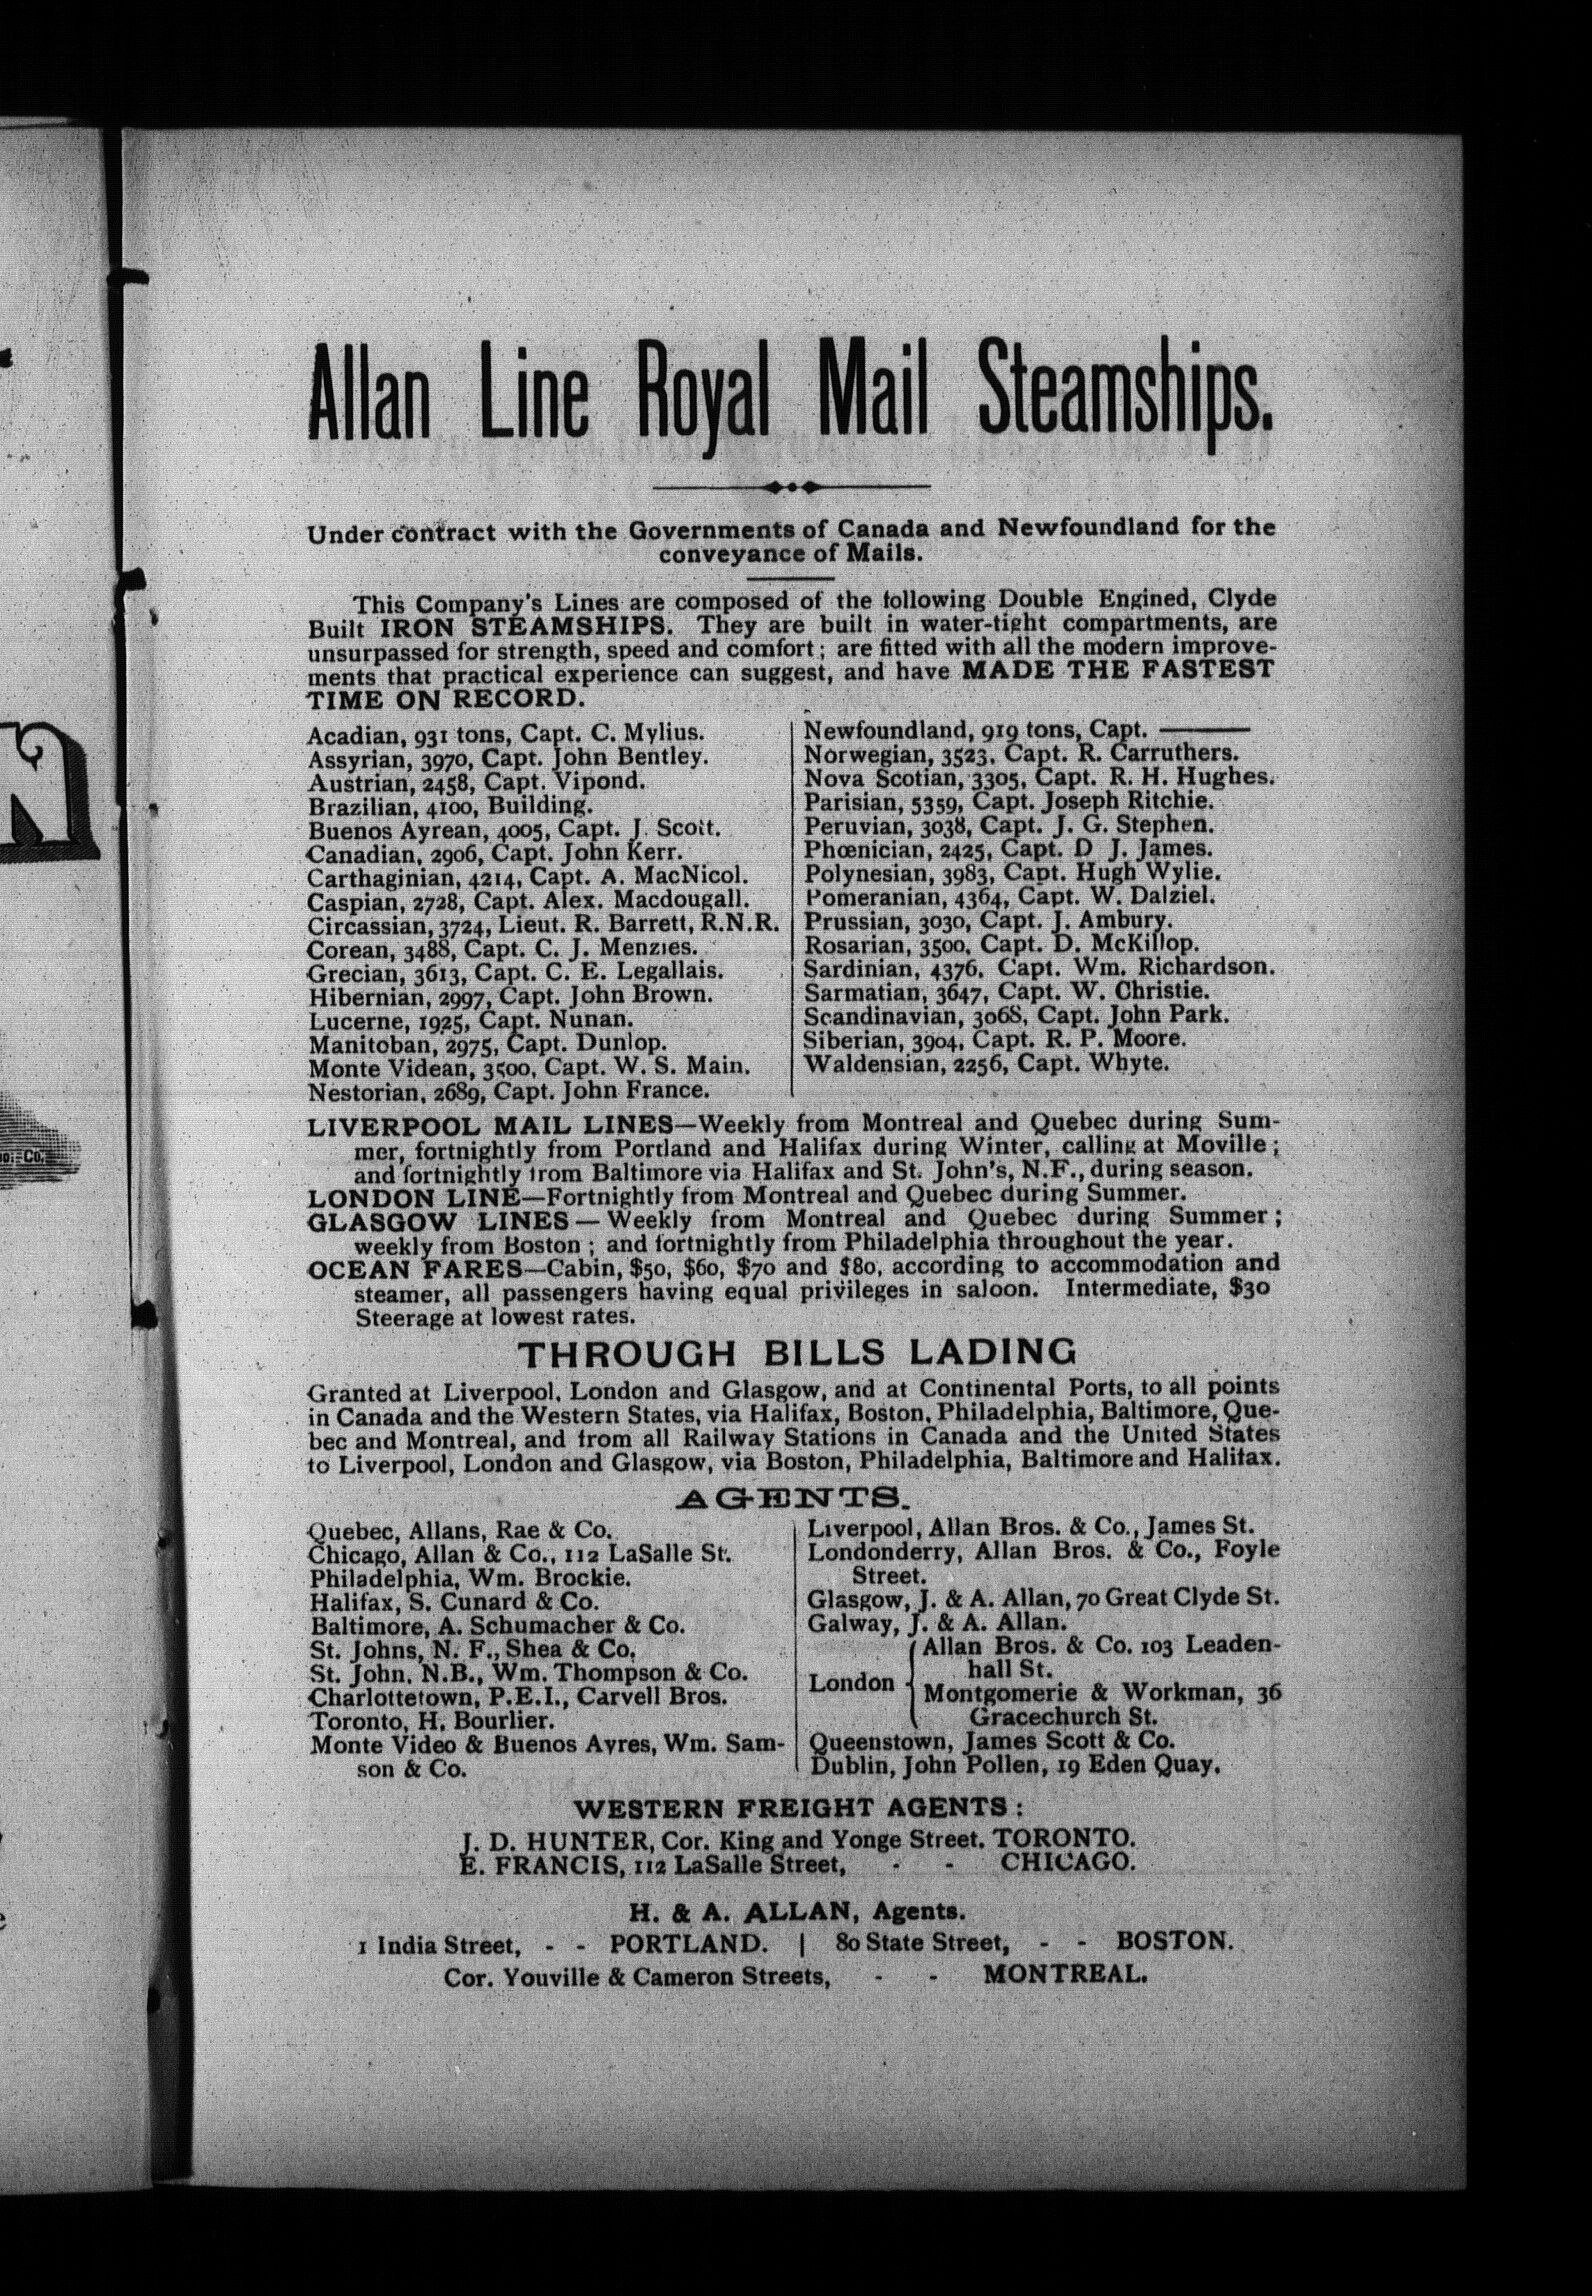 Allan Line Royal Mail Steamships.
Under contract with the Governments of Canada and Newfoundland for the
conveyance of Mails.
This Company's Lines are composed of the following Double Engined, Clyde
Built IRON STEAMSHIPS. They are built in water-tight compartments, are
unsurpassed for strength, speed and comfort; are fitted with all the modern improve-
ments that practical experience can suggest, and have MADE THE FASTEST
TIME ON RECORD.
Acadian, 931 tons, Capt. C. Mylius.
Assyrian, 3970, Capt. John Bentley.
Austrian, 2458, Capt. Vipond.
Brazilian, 4100, Building.
Buenos Ayrean, 4005, Capt. J. Scott.
Canadian, 2906, Capt. John Kerr.
Carthaginian, 4214, Capt. A. MacNicol.
Caspian, 2728, Capt. Alex. Macdougall.
Circassian, 3724, Lieut. R. Barrett, R.N.R.
Corean, 3488, Capt. C. J. Menzies.
Grecian, 3613, Capt. C. E. Legallais.
Hibernian, 2997, Capt. John Brown.
Lucerne, 1925, Capt. Nunan.
Manitoban, 2975, Capt. Dunlop.
Monte Videan, 3500, Capt. W. S. Main.
Nestorian, 2689, Capt. John France.
Newfoundland, 919 tons, Capt. ———
Norwegian, 3523, Capt. R. Carruthers.
Nova Scotian, 3305, Capt. R. H. Hughes.
Parisian, 5359, Capt. Joseph Ritchie.
Peruvian, 3038, Capt. J. G. Stephen.
Phœnician, 2425, Capt. D J. James.
Polynesian, 3983, Capt. Hugh Wylie.
Pomeranian, 4364, Capt. W. Dalziel.
Prussian, 3030, Capt. J. Ambury.
Rosarian, 3500, Capt. D. McKillop.
Sardinian, 4376, Capt. Wm. Richardson.
Sarmatian, 3647, Capt. W. Christie.
Scandinavian, 3068, Capt. John Park.
Siberian, 3904, Capt. R. P. Moore.
Waldensian, 2256, Capt. Whyte.
LIVERPOOL MAIL LINES—Weekly from Montreal and Quebec during Sum-
mer, fortnightly from Portland and Halifax during Winter, calling at Moville;
and fortnightly from Baltimore via Halifax and St. John's, N.F., during season.
LONDON LINE—Fortnightly from Montreal and Quebec during Summer.
GLASGOW LINES—Weekly from Montreal and Quebec during Summer;
weekly from Boston; and fortnightly from Philadelphia throughout the year.
OCEAN FARES—Cabin, $50, $60, $70 and $80, according to accommodation and
steamer, all passengers having equal privileges in saloon. Intermediate, $30
Steerage at lowest rates.
THROUGH BILLS LADING
Granted at Liverpool, London and Glasgow, and at Continental Ports, to all points
in Canada and the Western States, via Halifax, Boston, Philadelphia, Baltimore, Que-
bec and Montreal, and from all Railway Stations in Canada and the United States
to Liverpool, London and Glasgow, via Boston, Philadelphia, Baltimore and Halifax.
AGENTS.
Quebec, Allans, Rae & Co.
Chicago, Allan & Co., 112 LaSalle St.
Philadelphia, Wm. Brockie.
Halifax, S. Cunard & Co.
Baltimore, A. Schumacher & Co.
St. Johns, N. F., Shea & Co.
St. John, N.B., Wm. Thompson & Co.
Charlottetown, P.E.I., Carvell Bros.
Toronto, H. Bourlier.
Monte Video & Buenos Ayres, Wm. Sam-
son & Co.
Liverpool, Allan Bros. & Co., James St.
Londonderry, Allan Bros. & Co., Foyle
Street.
Glasgow, J. & A. Allan, 70 Great Clyde St.
Galway, J. & A. Allan.
London { Allan Bros. & Co. 103 Leaden-
hall St.
Montgomerie & Workman, 36
Gracechurch St.
Queenstown, James Scott & Co.
Dublin, John Pollen, 19 Eden Quay.
WESTERN FREIGHT AGENTS:
J. D. HUNTER, Cor. King and Yonge Street. TORONTO.
E. FRANCIS, 112 LaSalle Street, - - CHICAGO.
H. & A. ALLAN, Agents.
1 India Street, - - PORTLAND. | 80 State Street, - - BOSTON.
Cor. Youville & Cameron Streets, - - MONTREAL.